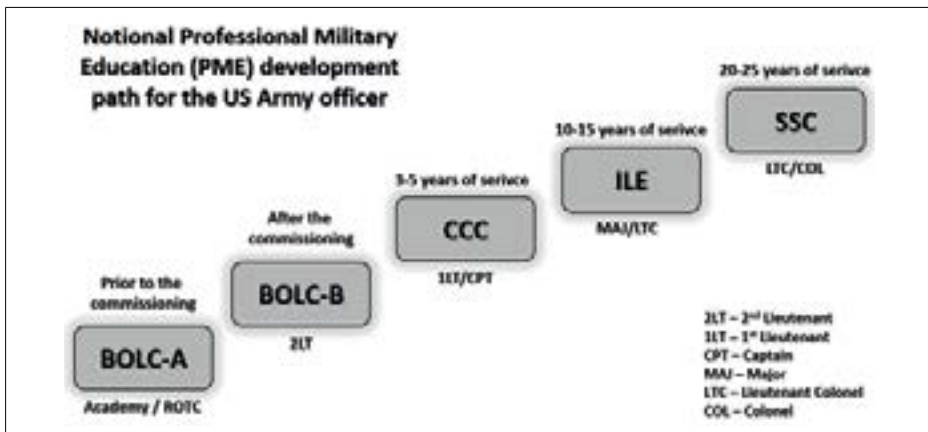 Notional Professional Military
Education (PME) development
path for the US Army officer
Prior to the
commissioning
BOLC-A
Academy / ROTC
After the
commissioning
BOLC-B
2LT
3-5 years of serivce
CCC
1LT/CPT
10-15 years of serivce
ILE
MAJ/LTC
20-25 years of serivce
SSC
LTC/COL
2LT – 2nd Lieutenant
1LT – 1st Lieutenant
CPT – Captain
MAJ – Major
LTC – Lieutenant Colonel
COL – Colonel